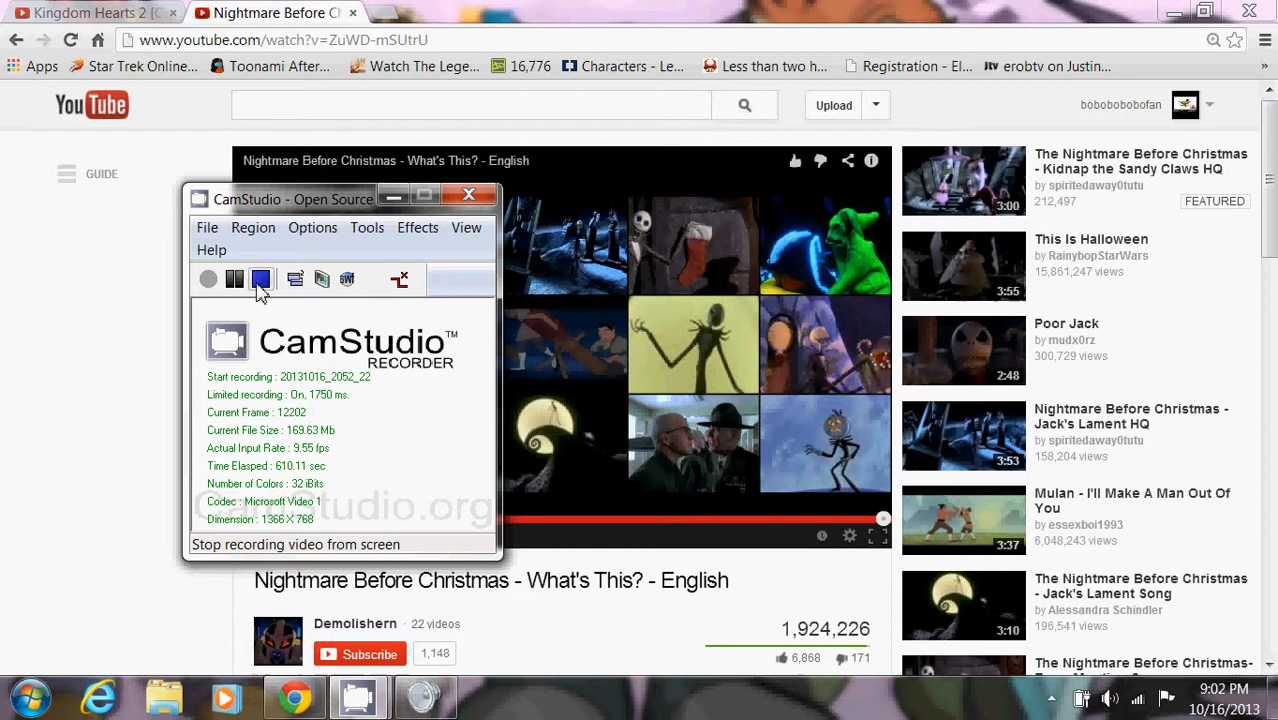 Kingdom Hearts 2 [C
Nightmare Before Ch
www.youtube.com/watch?v=ZuWD-mSUtrU
Apps Star Trek Online... Toonami After... Watch The Lege... 16,776 Characters - Le... Less than two h... Registration - El... jtv erobtv on Justin... »
YouTube
Upload
bobobobobofan
GUIDE
Nightmare Before Christmas - What's This? - English
CamStudio - Open Source
File Region Options Tools Effects View
Help
swf
CamStudio™
RECORDER
Start recording : 20131016_2052_22
Limited recording : On, 1750 ms.
Current Frame : 12202
Current File Size : 169.63 Mb
Actual Input Rate : 9.55 fps
Time Elasped : 610.11 sec
Number of Colors : 32 iBits
Codec : Microsoft Video 1
Dimension : 1366 X 768
CamStudio.org
Stop recording video from screen
Nightmare Before Christmas - What's This? - English
Demolishern · 22 videos
Subscribe 1,148
1,924,226
6,868 171
The Nightmare Before Christmas
- Kidnap the Sandy Claws HQ
by spiritedaway0tutu
212,497 FEATURED
3:00
This Is Halloween
by RainybopStarWars
15,861,247 views
3:55
Poor Jack
by mudx0rz
300,729 views
2:48
Nightmare Before Christmas -
Jack's Lament HQ
by spiritedaway0tutu
158,204 views
3:53
Mulan - I'll Make A Man Out Of
You
by essexboi1993
6,048,243 views
3:37
The Nightmare Before Christmas
- Jack's Lament Song
by Alessandra Schindler
196,541 views
3:10
The Nightmare Before Christmas-
9:02 PM
10/16/2013